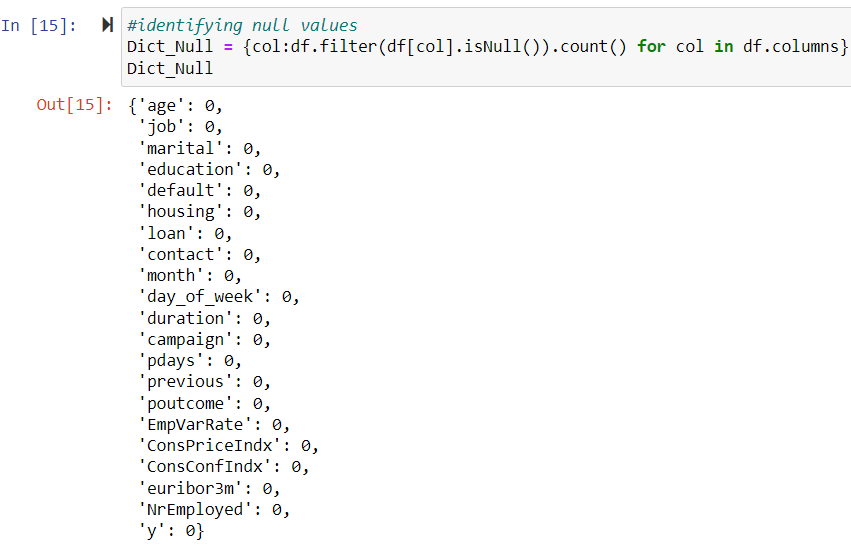 In [15]: #identifying null values
Dict_Null = {col:df.filter(df[col].isNull()).count() for col in df.columns}
Dict_Null
Out[15]: {'age': 0,
'job': 0,
'marital': 0,
'education': 0,
'default': 0,
'housing': 0,
'loan': 0,
'contact': 0,
'month': 0,
'day_of_week': 0,
'duration': 0,
'campaign': 0,
'pdays': 0,
'previous': 0,
'poutcome': 0,
'EmpVarRate': 0,
'ConsPriceIndx': 0,
'ConsConfIndx': 0,
'euribor3m': 0,
'NrEmployed': 0,
'y': 0}